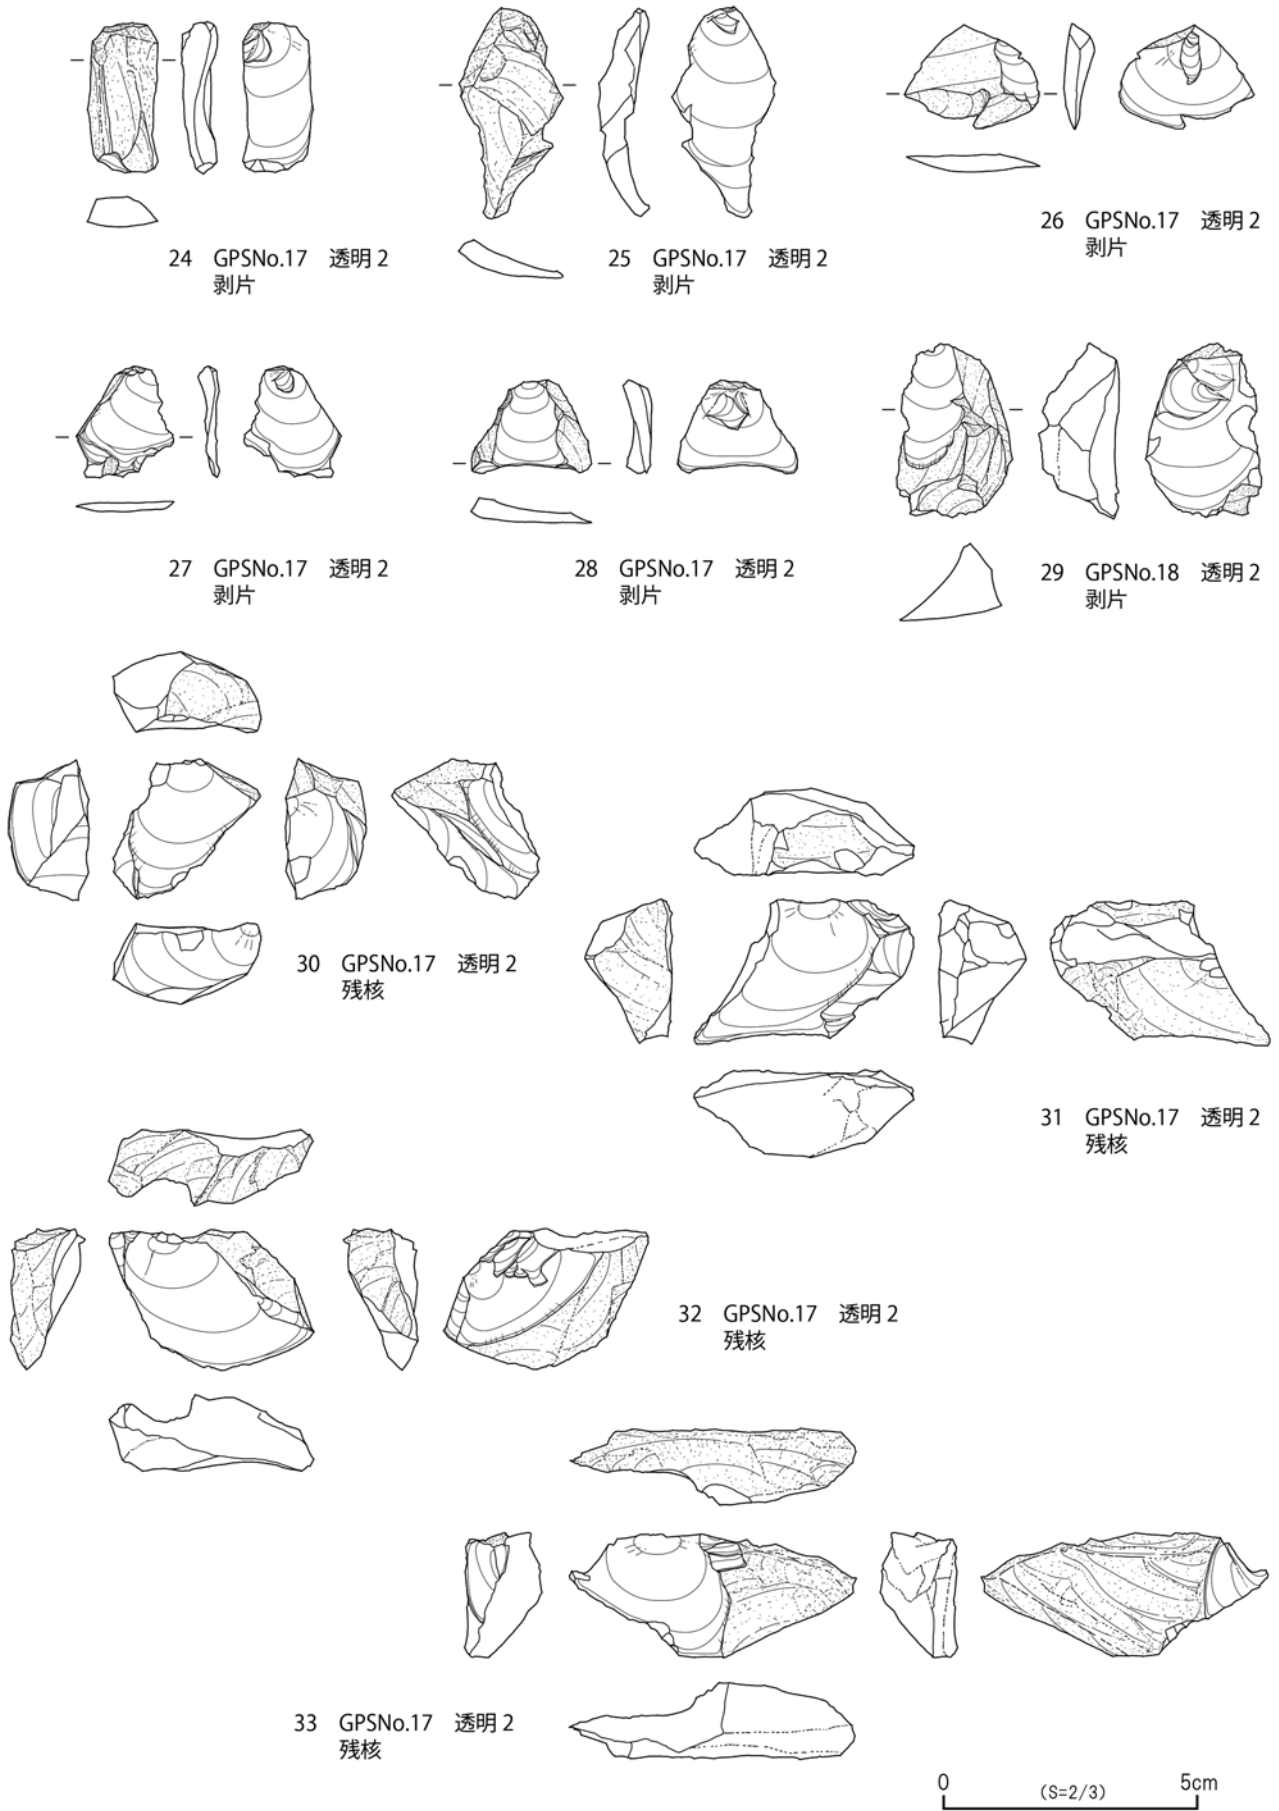 24 GPSNo.17 透明 2
剥片
25 GPSNo.17 透明 2
剥片
26 GPSNo.17 透明 2
剥片
27 GPSNo.17 透明 2
剥片
28 GPSNo.17 透明 2
剥片
29 GPSNo.18 透明 2
剥片
30 GPSNo.17 透明 2
残核
31 GPSNo.17 透明 2
残核
32 GPSNo.17 透明 2
残核
33 GPSNo.17 透明 2
残核
0 (S=2/3) 5cm